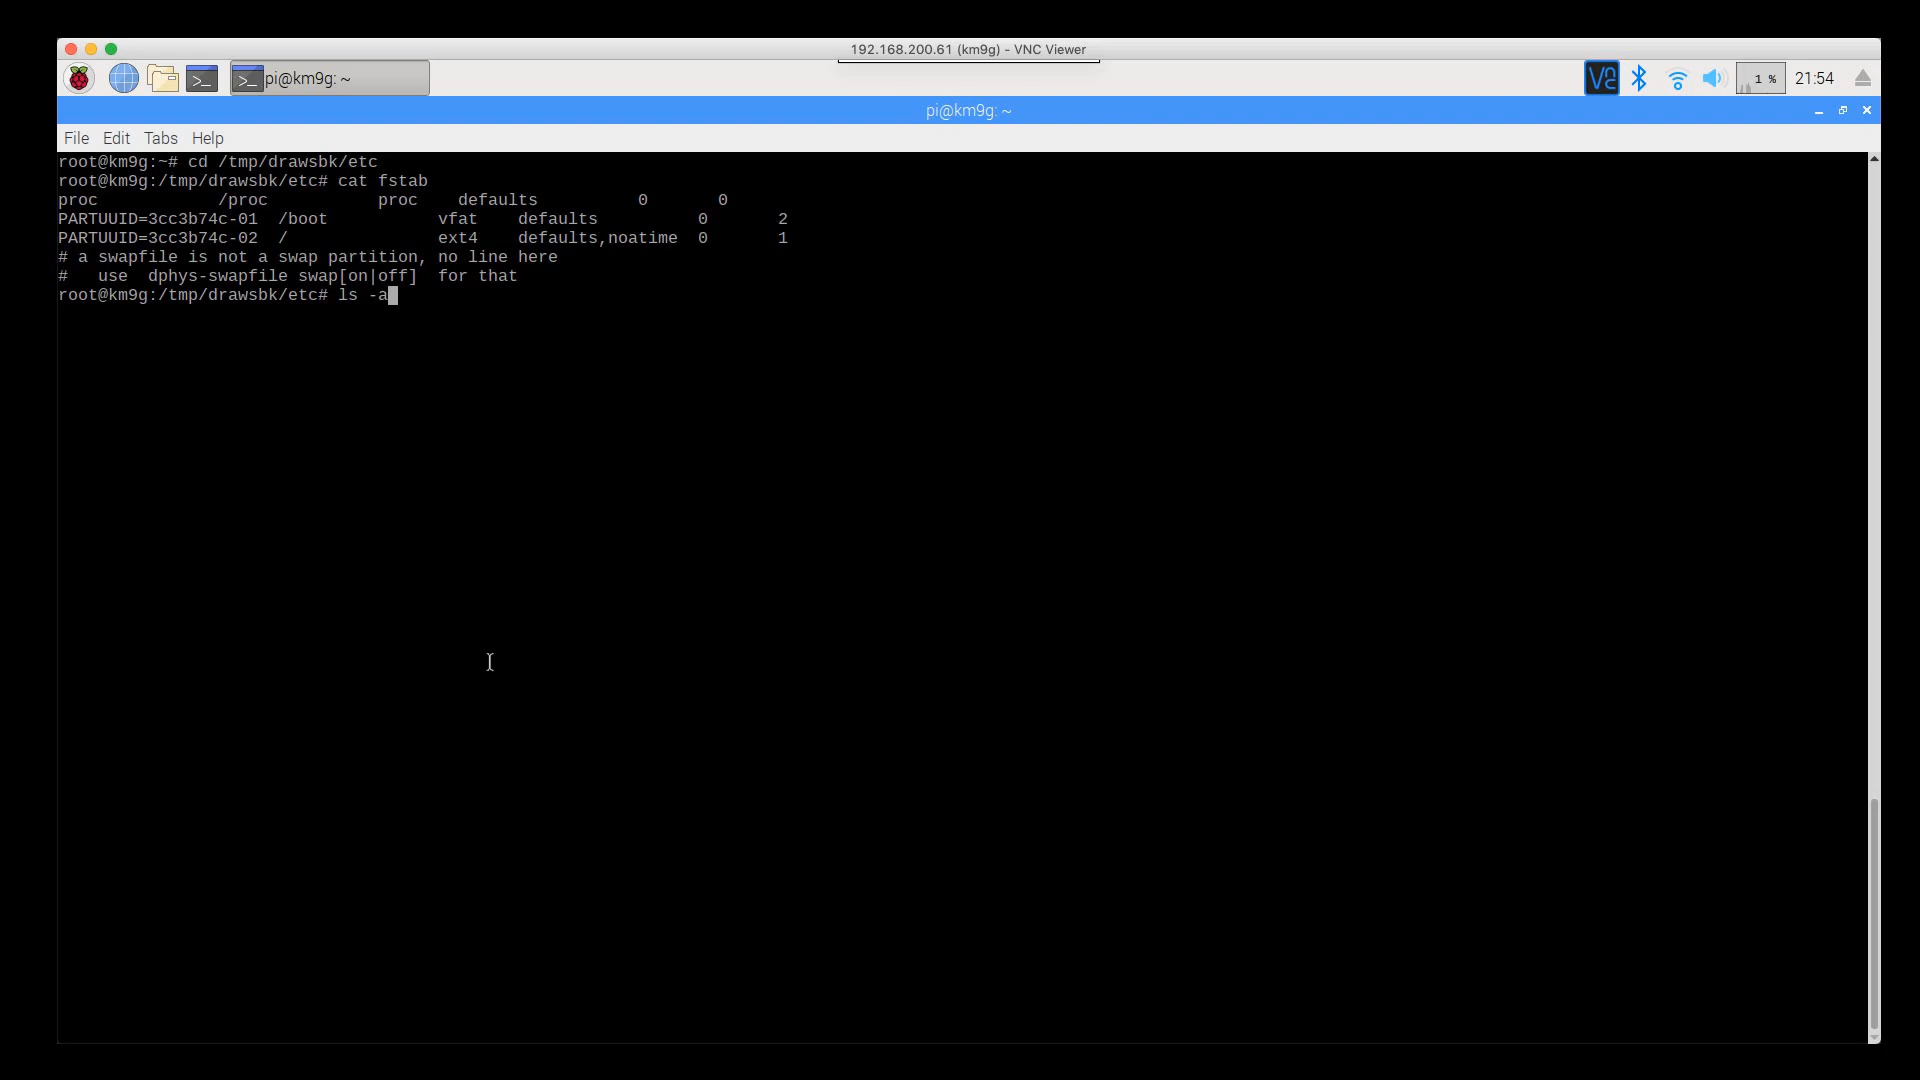 192.168.200.61 (km9g) - VNC Viewer
>_ >_ pi@km9g: ~ 1 % 21:54
pi@km9g: ~
File Edit Tabs Help
root@km9g:~# cd /tmp/drawsbk/etc
root@km9g:/tmp/drawsbk/etc# cat fstab
proc            /proc           proc    defaults          0       0
PARTUUID=3cc3b74c-01  /boot           vfat    defaults          0       2
PARTUUID=3cc3b74c-02  /               ext4    defaults,noatime  0       1
# a swapfile is not a swap partition, no line here
#   use  dphys-swapfile swap[on|off]  for that
root@km9g:/tmp/drawsbk/etc# ls -a